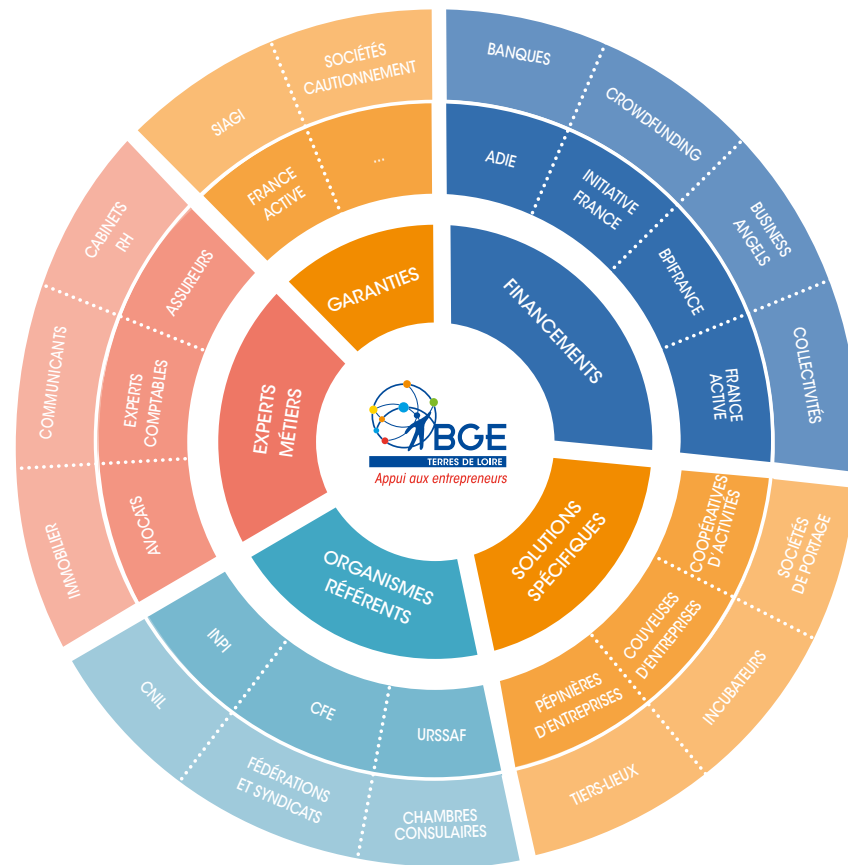 BGE
TERRES DE LOIRE
Appui aux entrepreneurs
FINANCEMENTS
ADIE
INITIATIVE
FRANCE
BPIFRANCE
FRANCE
ACTIVE
BANQUES
CROWDFUNDING
BUSINESS
ANGELS
COLLECTIVITÉS
SOLUTIONS
SPÉCIFIQUES
COOPÉRATIVES
D'ACTIVITÉS
COUVEUSES
D'ENTREPRISES
PÉPINIÈRES
D'ENTREPRISES
SOCIÉTÉS
DE PORTAGE
INCUBATEURS
TIERS-LIEUX
ORGANISMES
RÉFÉRENTS
URSSAF
CFE
INPI
CHAMBRES
CONSULAIRES
FÉDÉRATIONS
ET SYNDICATS
CNIL
EXPERTS
MÉTIERS
AVOCATS
EXPERTS
COMPTABLES
ASSUREURS
IMMOBILIER
COMMUNICANTS
CABINETS
RH
GARANTIES
FRANCE
ACTIVE
...
SIAGI
SOCIÉTÉS
CAUTIONNEMENT